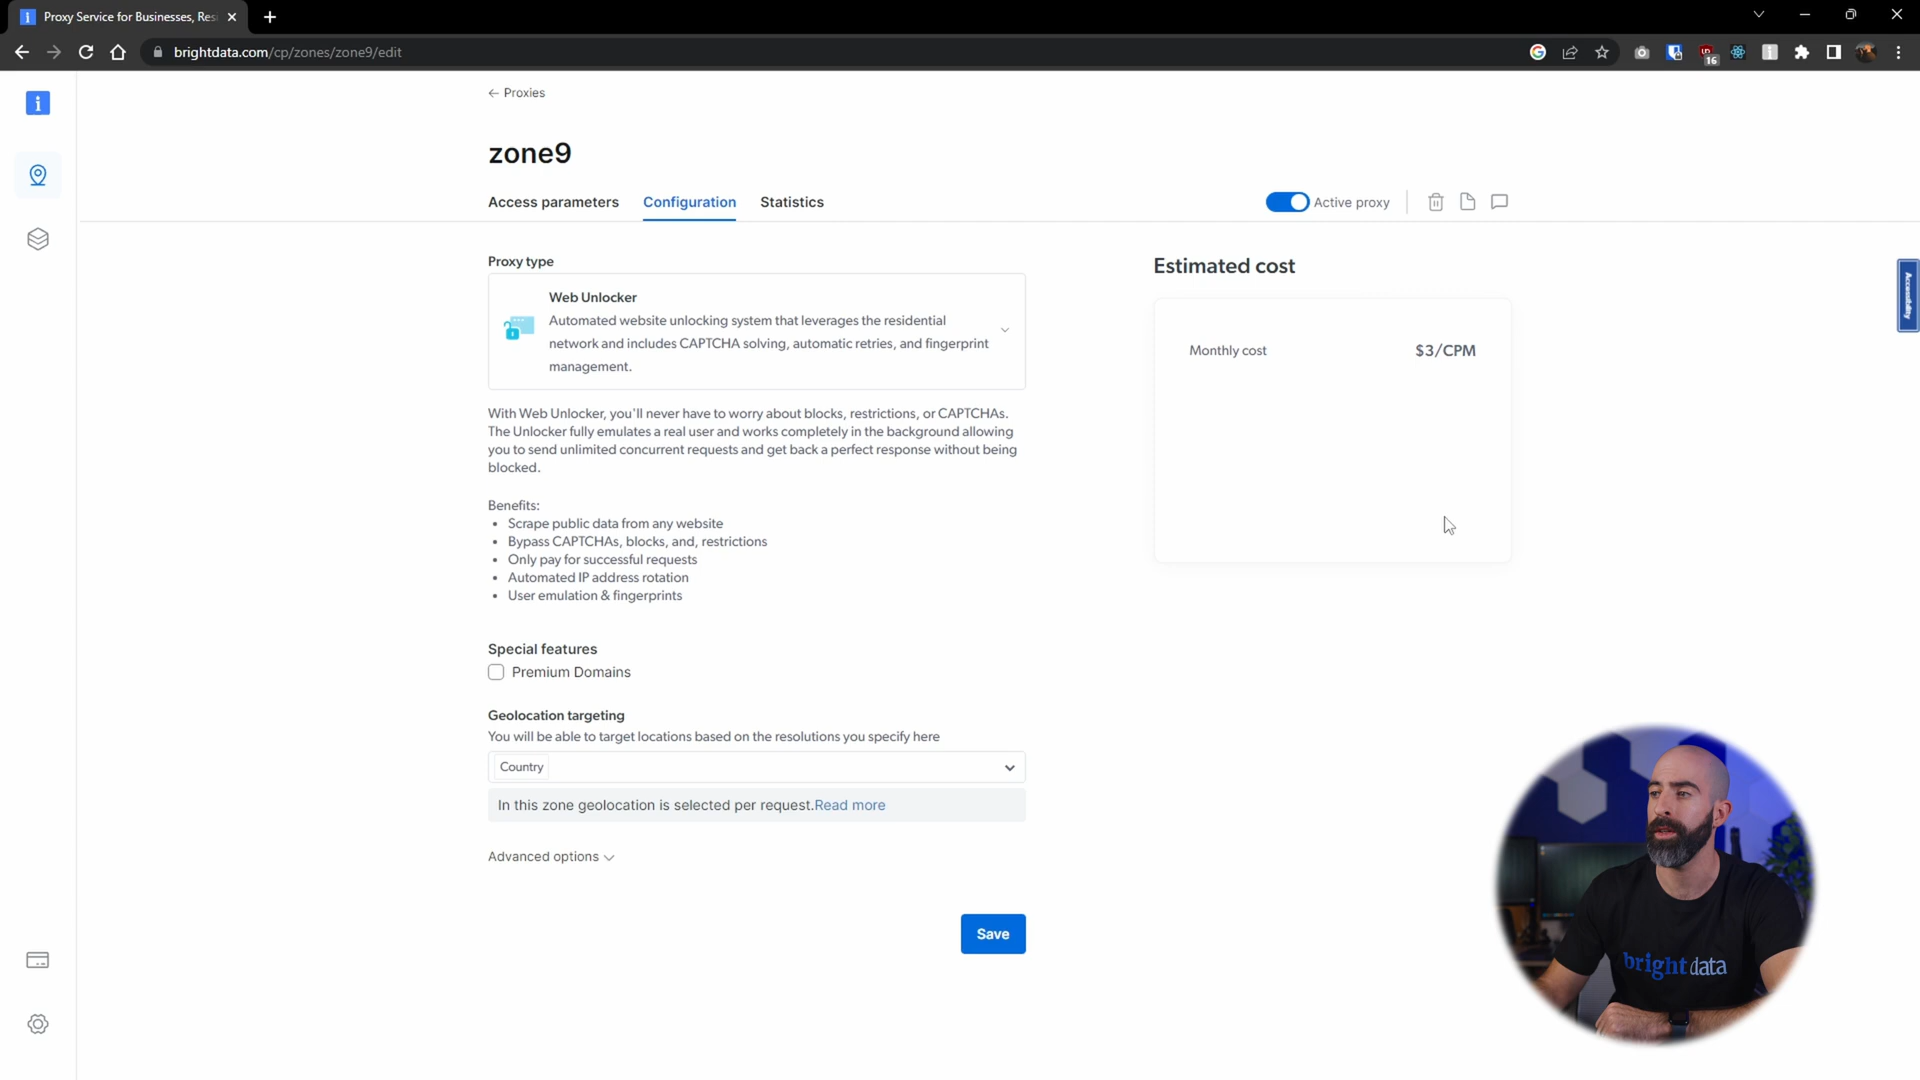 Proxy Service for Businesses, Resi
brightdata.com/cp/zones/zone9/edit
16
← Proxies
zone9
Access parameters
Configuration
Statistics
Active proxy
Proxy type
Web Unlocker
Automated website unlocking system that leverages the residential
network and includes CAPTCHA solving, automatic retries, and fingerprint
management.
With Web Unlocker, you'll never have to worry about blocks, restrictions, or CAPTCHAs.
The Unlocker fully emulates a real user and works completely in the background allowing
you to send unlimited concurrent requests and get back a perfect response without being
blocked.
Benefits:
• Scrape public data from any website
• Bypass CAPTCHAs, blocks, and, restrictions
• Only pay for successful requests
• Automated IP address rotation
• User emulation & fingerprints
Special features
Premium Domains
Geolocation targeting
You will be able to target locations based on the resolutions you specify here
Country
In this zone geolocation is selected per request.Read more
Advanced options
Save
Estimated cost
Monthly cost $3/CPM
Accessibility
bright data